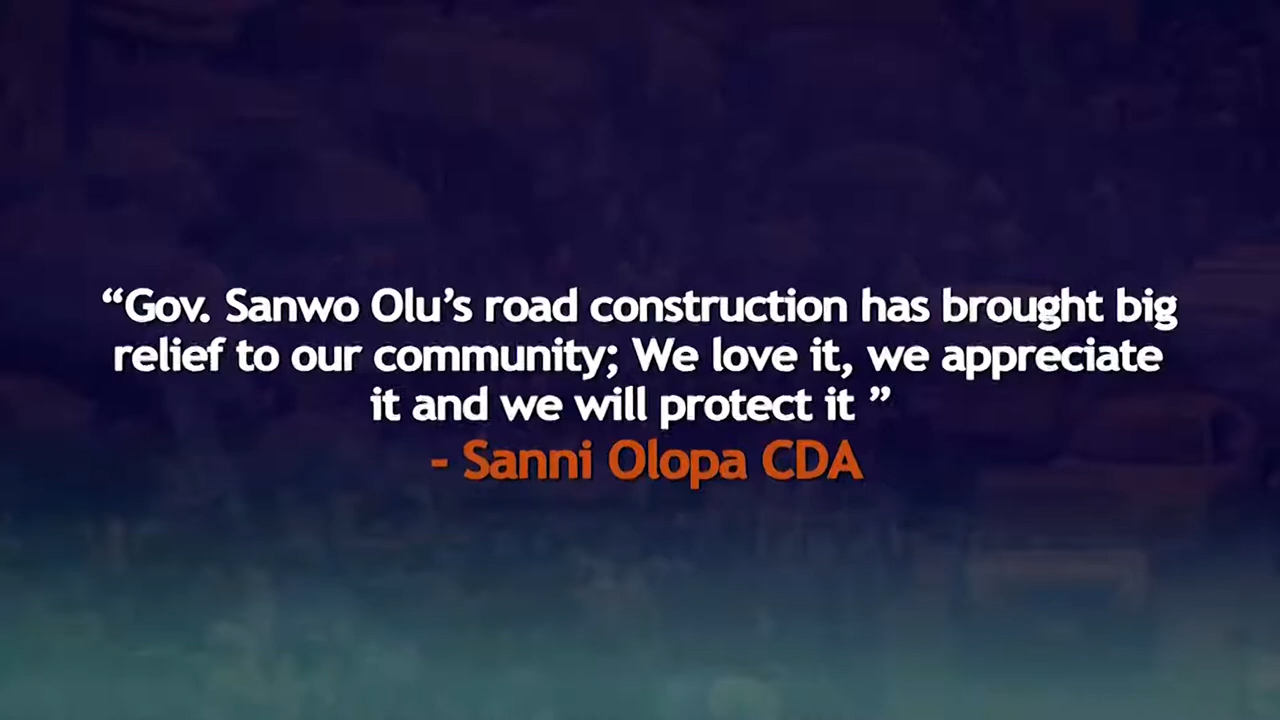 “Gov. Sanwo Olu’s road construction has brought big
relief to our community; We love it, we appreciate
it and we will protect it ”
- Sanni Olopa CDA